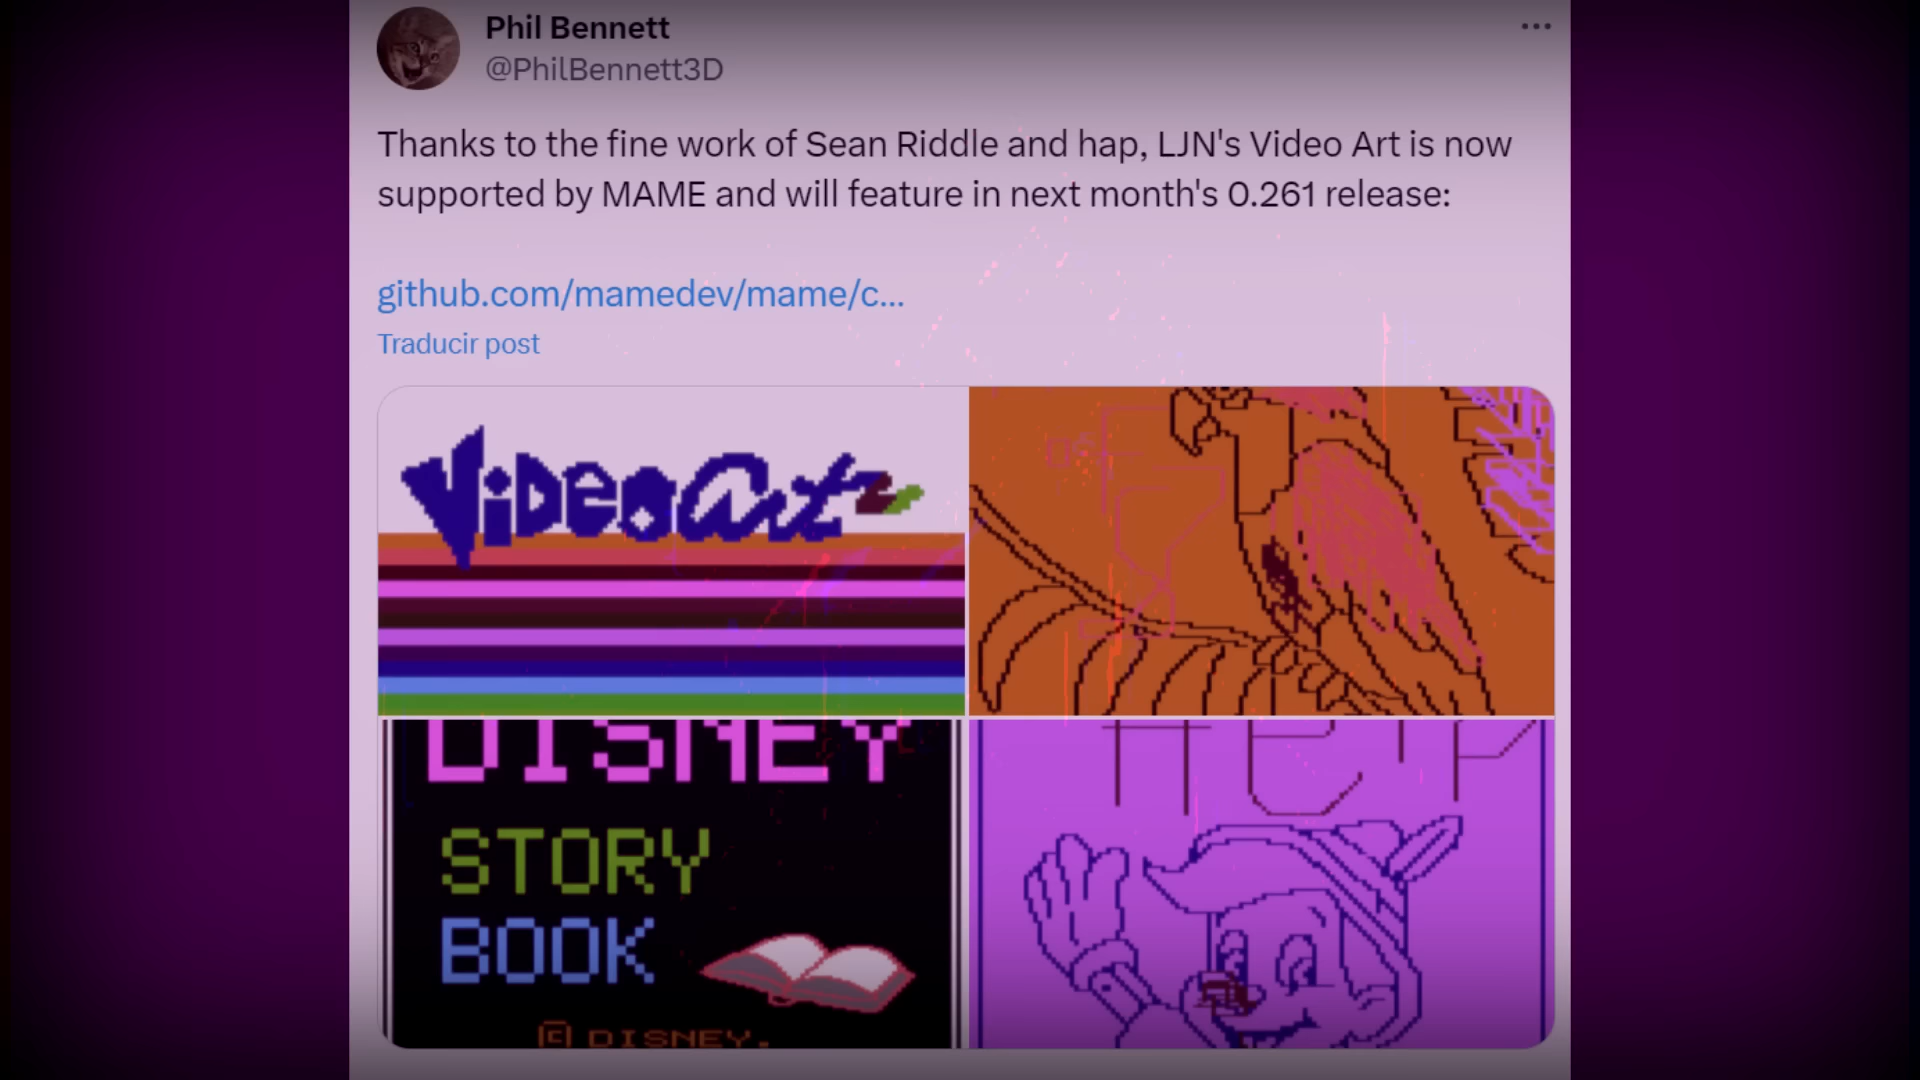 Phil Bennett
@PhilBennett3D
Thanks to the fine work of Sean Riddle and hap, LJN's Video Art is now
supported by MAME and will feature in next month's 0.261 release:
github.com/mamedev/mame/c...
Traducir post
Video Art
DISNEY
STORY
BOOK
© DISNEY.